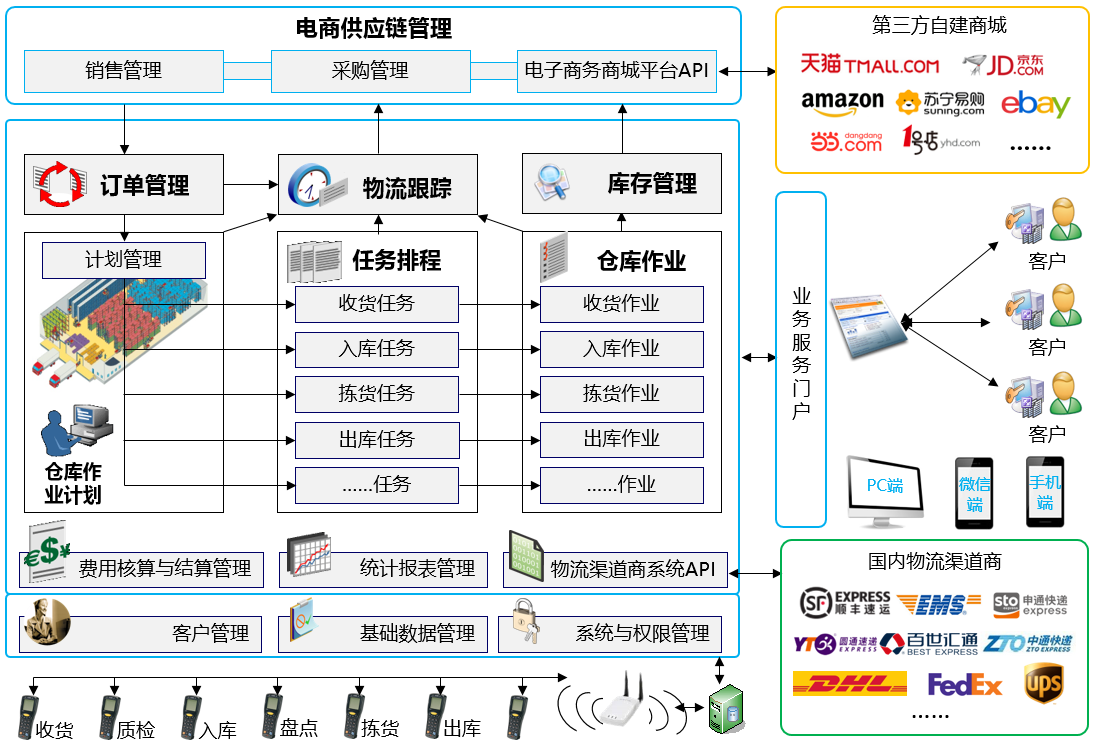 电商供应链管理
销售管理
采购管理
电子商务商城平台API
第三方自建商城
天猫 TMALL.COM
JD.京东
.COM
amazon
苏宁易购
suning.com
ebay
当当.com
dangdang
1号店
yhd.com
......
订单管理
物流跟踪
库存管理
计划管理
任务排程
仓库作业
收货任务
收货作业
入库任务
入库作业
拣货任务
拣货作业
出库任务
出库作业
......任务
......作业
仓库作
业计划
业务服务门户
客户
客户
客户
PC端
微信
端
手机
端
费用核算与结算管理
统计报表管理
物流渠道商系统API
客户管理
基础数据管理
系统与权限管理
国内物流渠道商
SF EXPRESS
顺丰速运
EMS
sto 申通快递
express
YTO 圆通速递
EXPRESS
百世汇通
BEST EXPRESS
ZTO 中通快递
ZTO EXPRESS
DHL
FedEx
ups
......
收货
质检
入库
盘点
拣货
出库